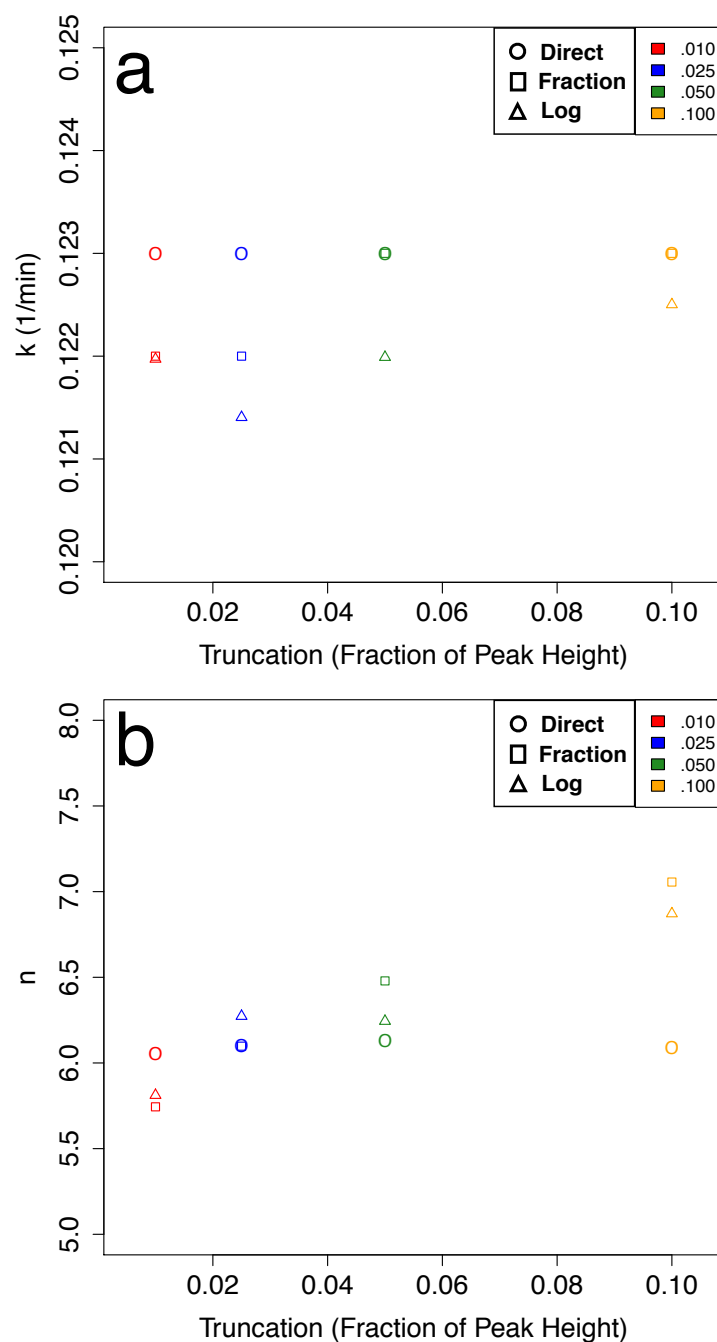 a
Direct
Fraction
Log
.010
.025
.050
.100
0.125
0.124
0.123
0.122
0.121
0.120
k (1/min)
0.02 0.04 0.06 0.08 0.10
Truncation (Fraction of Peak Height)
b
Direct
Fraction
Log
.010
.025
.050
.100
8.0
7.5
7.0
6.5
6.0
5.5
5.0
n
0.02 0.04 0.06 0.08 0.10
Truncation (Fraction of Peak Height)